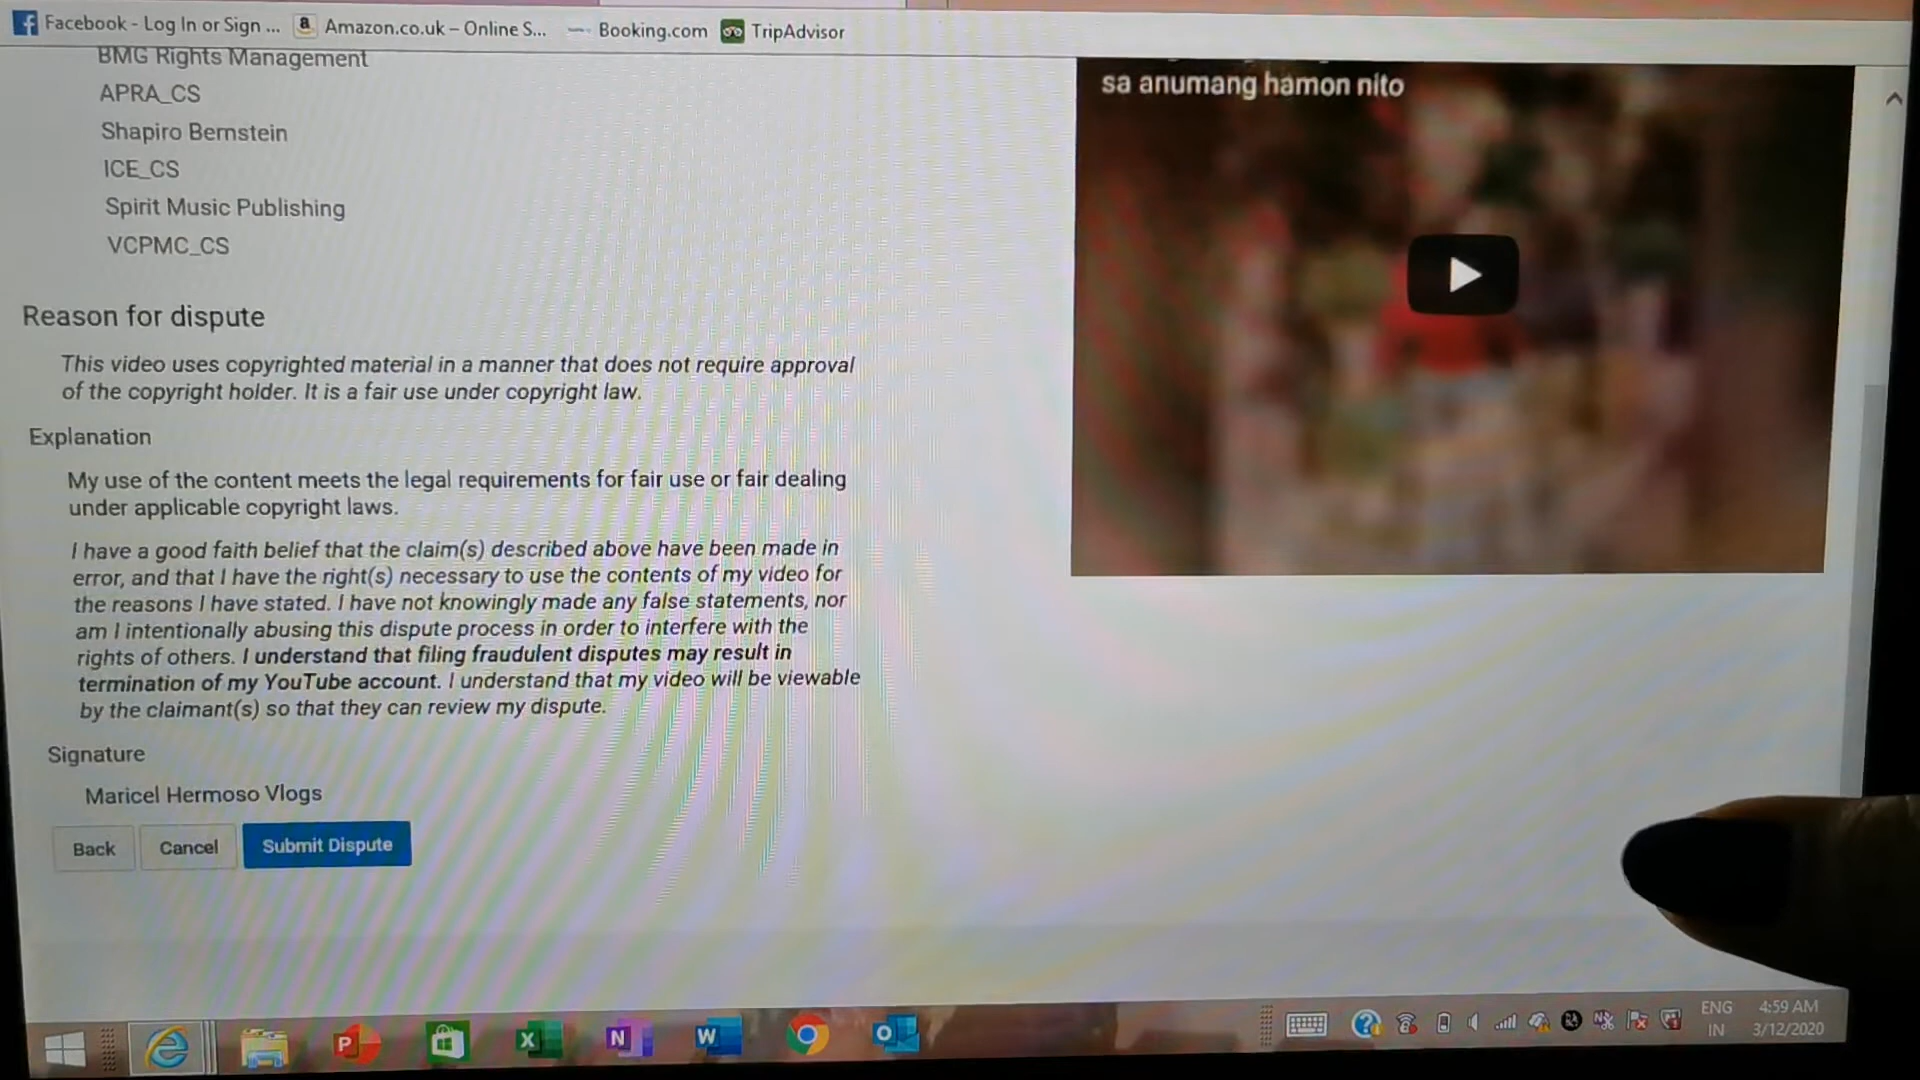 Facebook - Log In or Sign ...
Amazon.co.uk – Online S...
Booking.com
TripAdvisor
BMG Rights Management
APRA_CS
Shapiro Bernstein
ICE_CS
Spirit Music Publishing
VCPMC_CS
Reason for dispute
This video uses copyrighted material in a manner that does not require approval
of the copyright holder. It is a fair use under copyright law.
Explanation
My use of the content meets the legal requirements for fair use or fair dealing
under applicable copyright laws.
I have a good faith belief that the claim(s) described above have been made in
error, and that I have the right(s) necessary to use the contents of my video for
the reasons I have stated. I have not knowingly made any false statements, nor
am I intentionally abusing this dispute process in order to interfere with the
rights of others. I understand that filing fraudulent disputes may result in
termination of my YouTube account. I understand that my video will be viewable
by the claimant(s) so that they can review my dispute.
Signature
Maricel Hermoso Vlogs
Back
Cancel
Submit Dispute
sa anumang hamon nito
ENG
IN
4:59 AM
3/12/2020